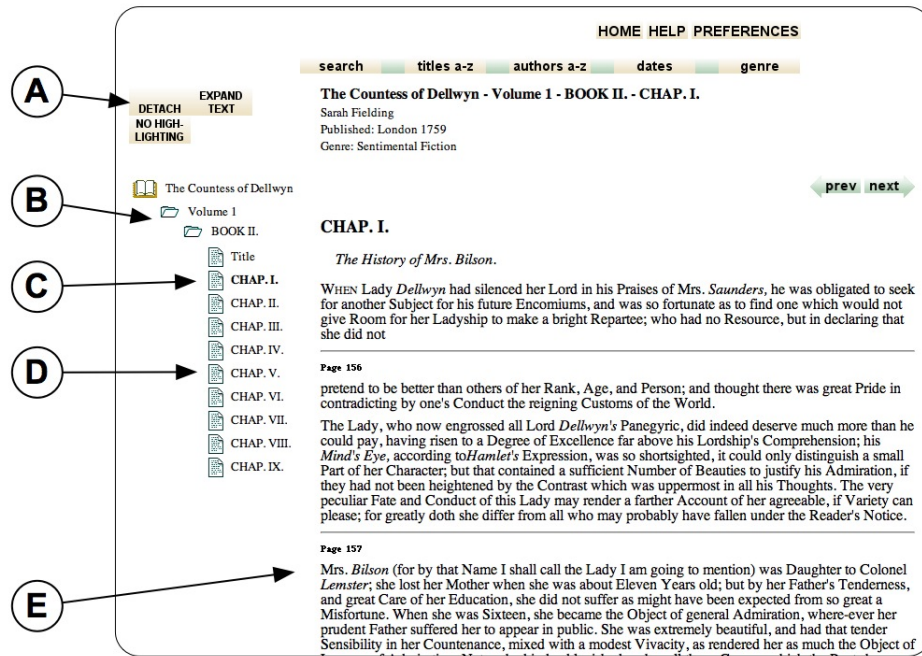 HOME HELP PREFERENCES
search titles a-z authors a-z dates genre
A
DETACH EXPAND TEXT
NO HIGH-
LIGHTING
The Countess of Dellwyn - Volume 1 - BOOK II. - CHAP. I.
Sarah Fielding
Published: London 1759
Genre: Sentimental Fiction
B
The Countess of Dellwyn
Volume 1
BOOK II.
Title
C
CHAP. I.
CHAP. II.
CHAP. III.
CHAP. IV.
D
CHAP. V.
CHAP. VI.
CHAP. VII.
CHAP. VIII.
CHAP. IX.
prev next
CHAP. I.
The History of Mrs. Bilson.
WHEN Lady Dellwyn had silenced her Lord in his Praises of Mrs. Saunders, he was obligated to seek
for another Subject for his future Encomiums, and was so fortunate as to find one which would not
give Room for her Ladyship to make a bright Repartee; who had no Resource, but in declaring that
she did not
Page 156
pretend to be better than others of her Rank, Age, and Person; and thought there was great Pride in
contradicting by one's Conduct the reigning Customs of the World.
The Lady, who now engrossed all Lord Dellwyn's Panegyric, did indeed deserve much more than he
could pay, having risen to a Degree of Excellence far above his Lordship's Comprehension; his
Mind's Eye, according toHamlet's Expression, was so shortsighted, it could only distinguish a small
Part of her Character; but that contained a sufficient Number of Beauties to justify his Admiration, if
they had not been heightened by the Contrast which was uppermost in all his Thoughts. The very
peculiar Fate and Conduct of this Lady may render a farther Account of her agreeable, if Variety can
please; for greatly doth she differ from all who may probably have fallen under the Reader's Notice.
Page 157
E
Mrs. Bilson (for by that Name I shall call the Lady I am going to mention) was Daughter to Colonel
Lemster; she lost her Mother when she was about Eleven Years old; but by her Father's Tenderness,
and great Care of her Education, she did not suffer as might have been expected from so great a
Misfortune. When she was Sixteen, she became the Object of general Admiration, where-ever her
prudent Father suffered her to appear in public. She was extremely beautiful, and had that tender
Sensibility in her Countenance, mixed with a modest Vivacity, as rendered her as much the Object of